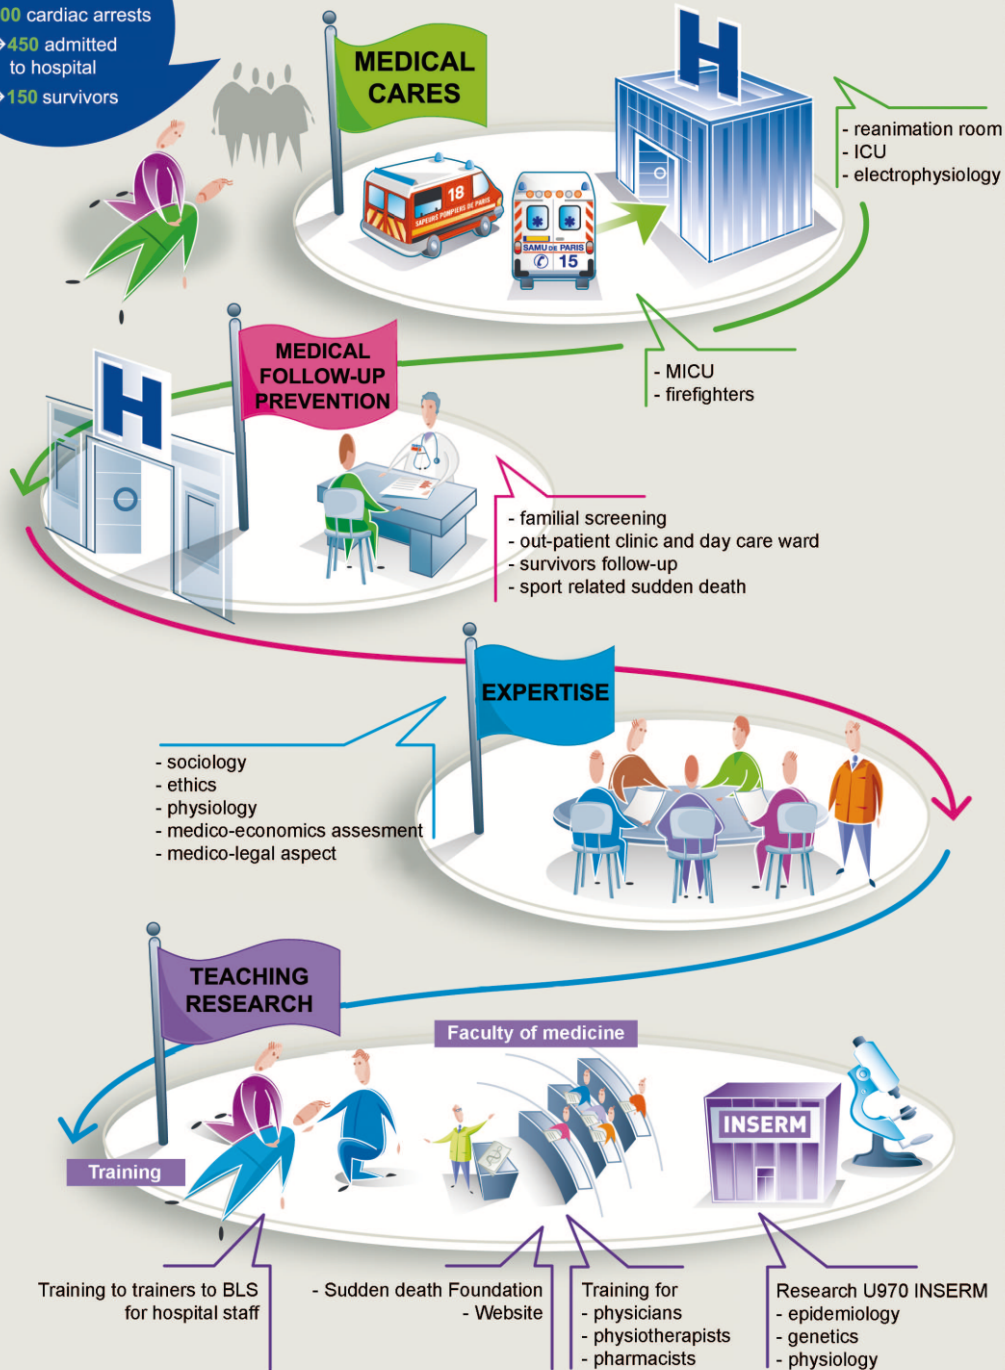 00 cardiac arrests
→450 admitted
to hospital
→150 survivors
MEDICAL
CARES
H
- reanimation room
- ICU
- electrophysiology
18
SAPEURS POMPIERS DE PARIS
SAMU DE PARIS
15
- MICU
- firefighters
MEDICAL
FOLLOW-UP
PREVENTION
H
- familial screening
- out-patient clinic and day care ward
- survivors follow-up
- sport related sudden death
EXPERTISE
- sociology
- ethics
- physiology
- medico-economics assesment
- medico-legal aspect
TEACHING
RESEARCH
Faculty of medicine
INSERM
Training
Training to trainers to BLS
for hospital staff
- Sudden death Foundation
- Website
Training for
- physicians
- physiotherapists
- pharmacists
Research U970 INSERM
- epidemiology
- genetics
- physiology